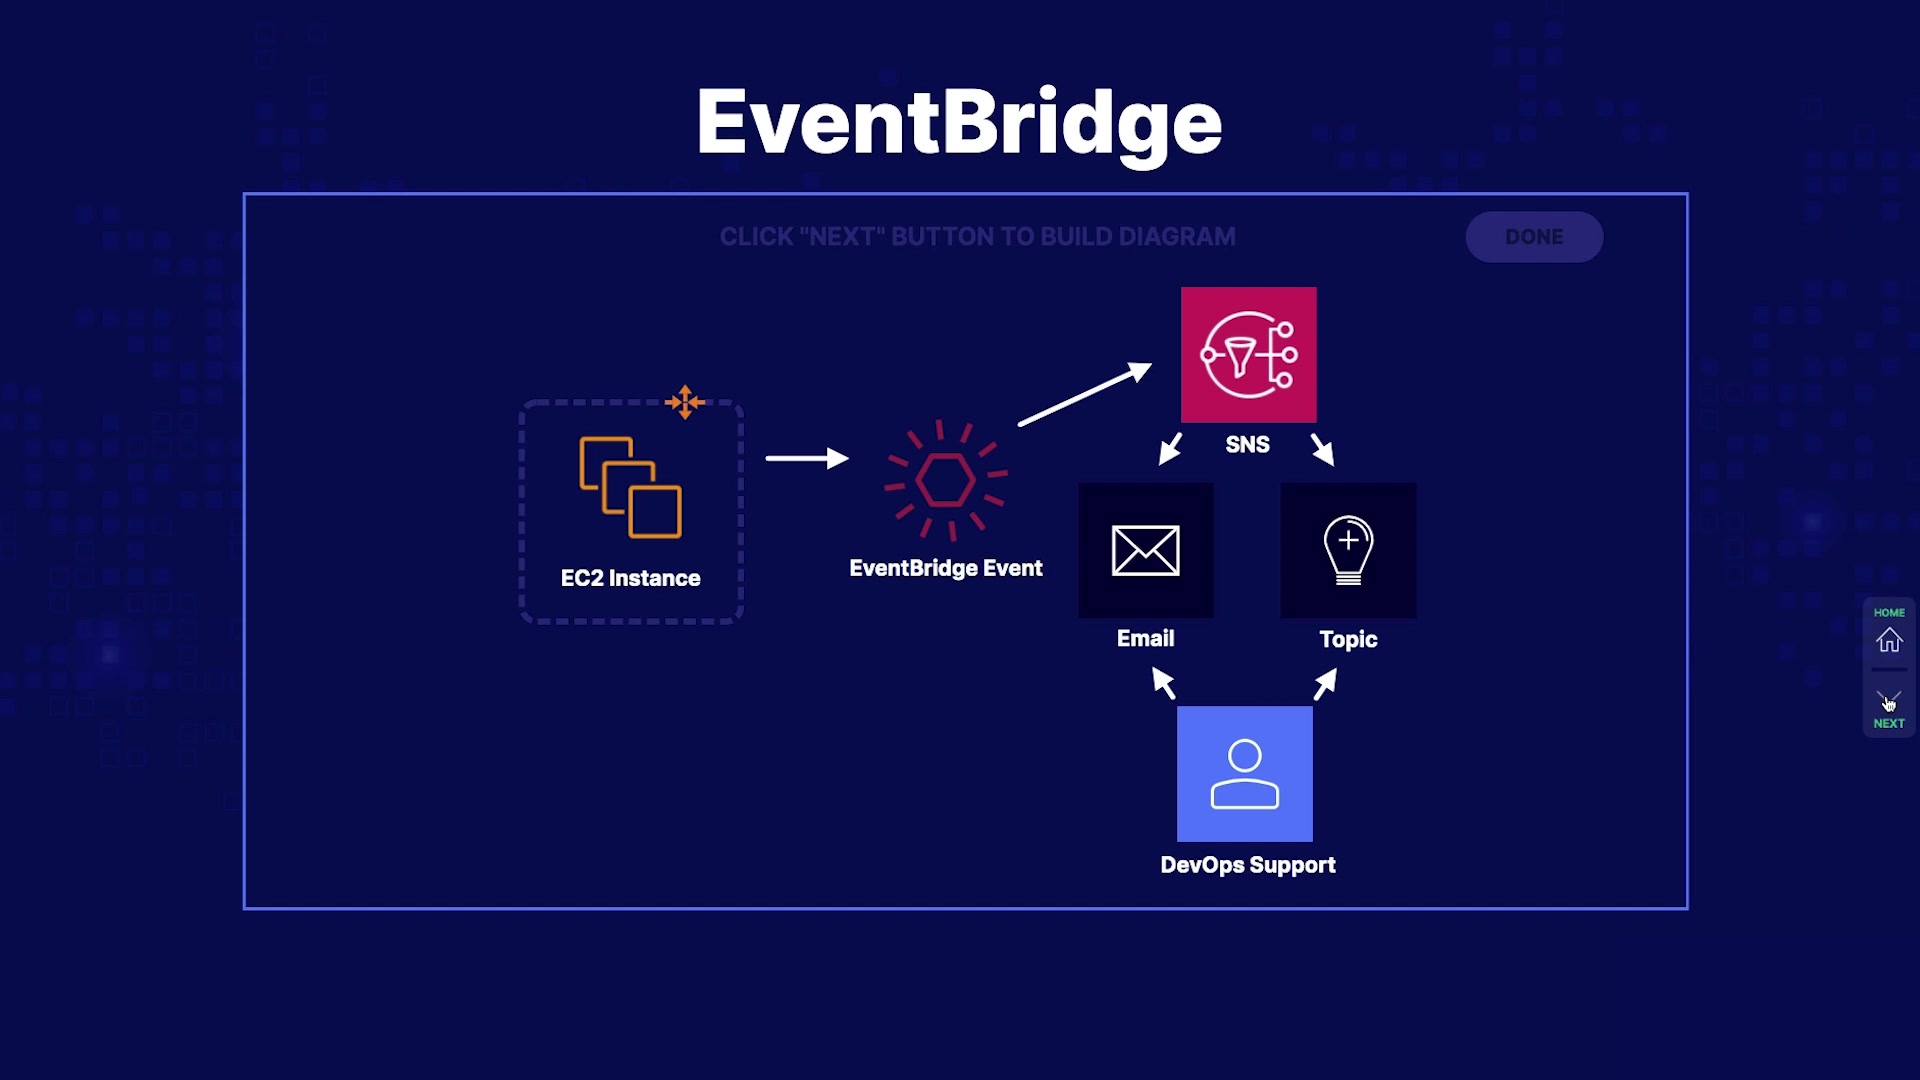 EventBridge
CLICK "NEXT" BUTTON TO BUILD DIAGRAM
DONE
SNS
EC2 Instance
EventBridge Event
Email
Topic
DevOps Support
HOME
NEXT